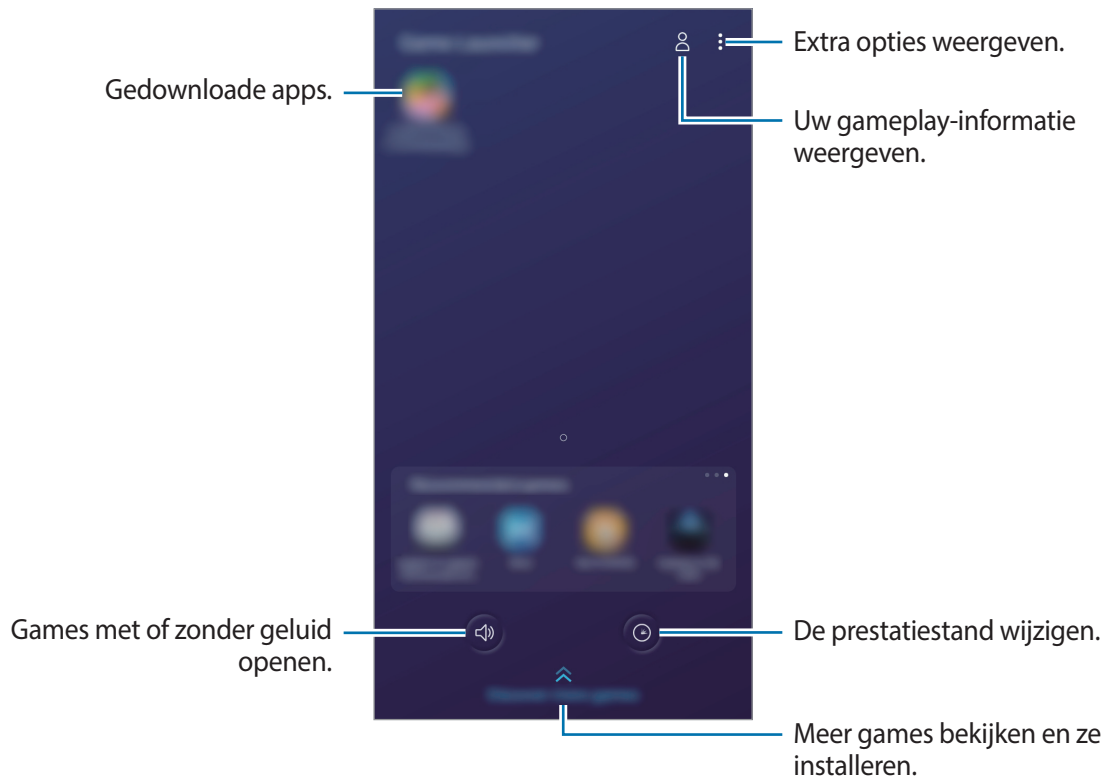 Extra opties weergeven.
Gedownloade apps.
Uw gameplay-informatie
weergeven.
Games met of zonder geluid
openen.
De prestatiestand wijzigen.
Meer games bekijken en ze
installeren.